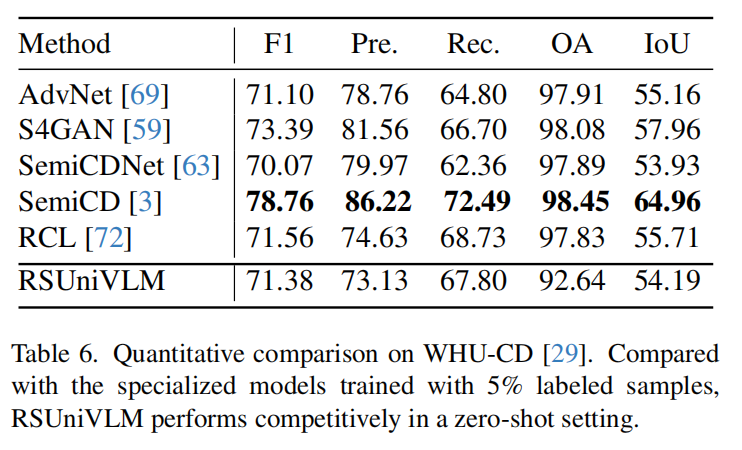 Method F1 Pre. Rec. OA IoU
AdvNet [69] 71.10 78.76 64.80 97.91 55.16
S4GAN [59] 73.39 81.56 66.70 98.08 57.96
SemiCDNet [63] 70.07 79.97 62.36 97.89 53.93
SemiCD [3] 78.76 86.22 72.49 98.45 64.96
RCL [72] 71.56 74.63 68.73 97.83 55.71
RSUniVLM 71.38 73.13 67.80 92.64 54.19
Table 6. Quantitative comparison on WHU-CD [29]. Compared
with the specialized models trained with 5% labeled samples,
RSUniVLM performs competitively in a zero-shot setting.